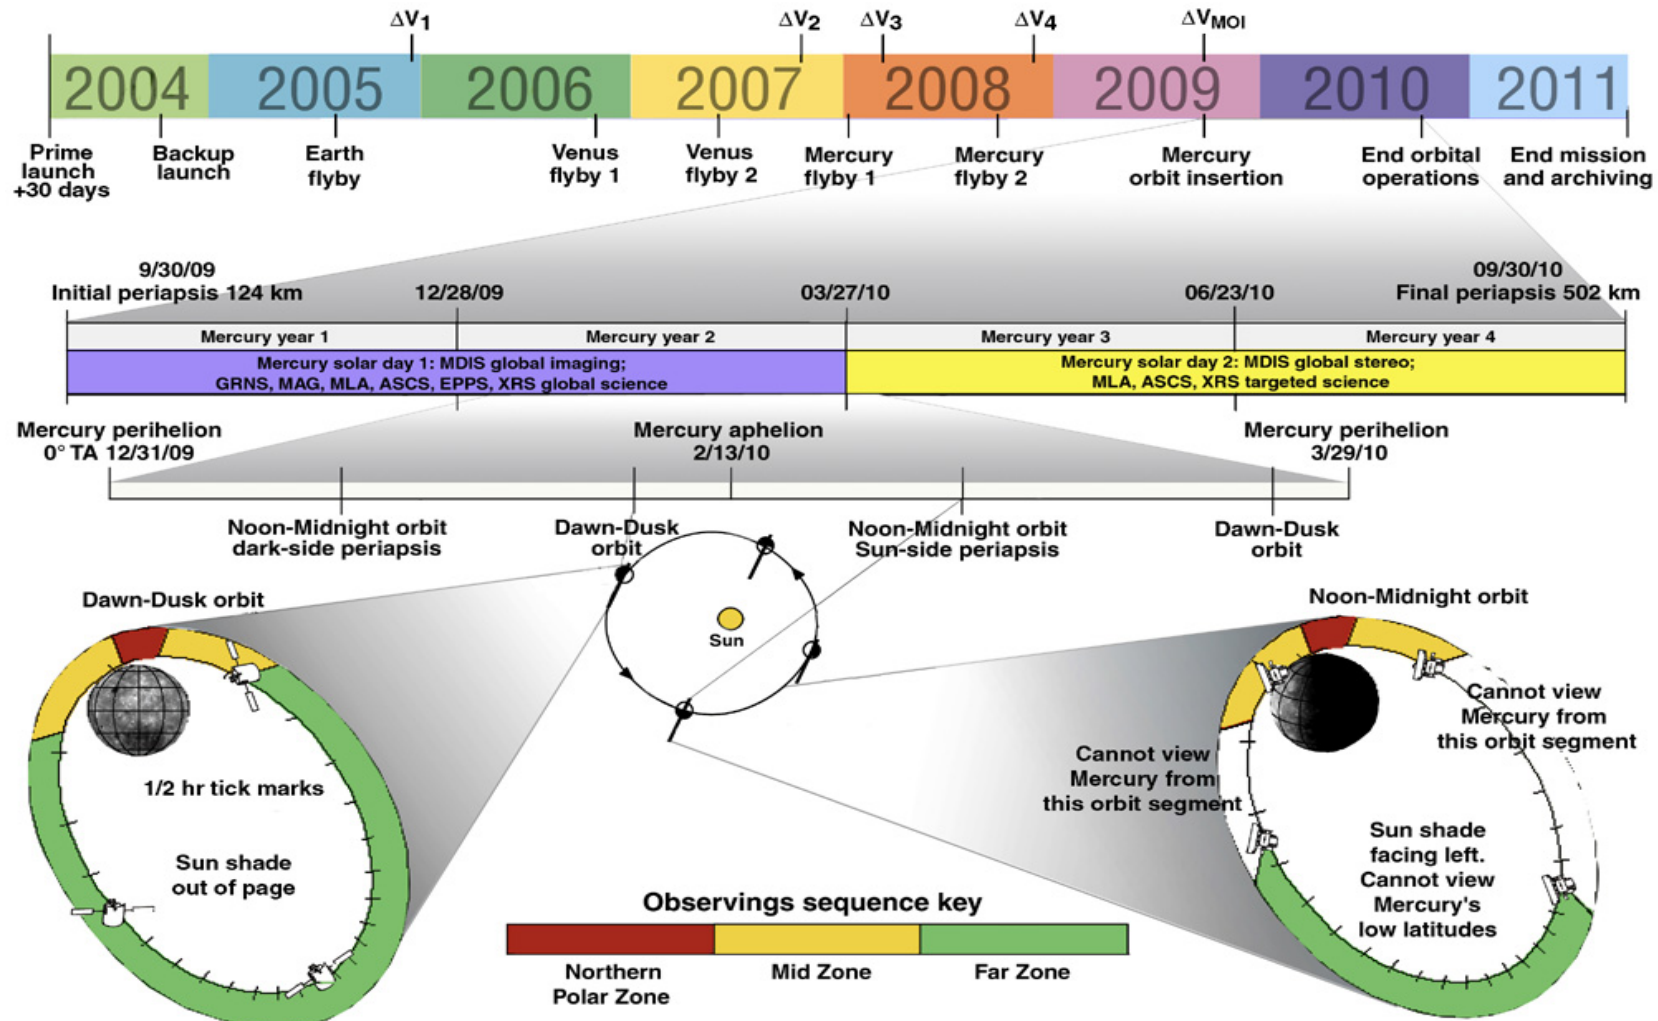 ΔV1 ΔV2 ΔV3 ΔV4 ΔVMOI
2004 2005 2006 2007 2008 2009 2010 2011
Prime
launch
+30 days
Backup
launch
Earth
flyby
Venus
flyby 1
Venus
flyby 2
Mercury
flyby 1
Mercury
flyby 2
Mercury
orbit insertion
End orbital
operations
End mission
and archiving
9/30/09
Initial periapsis 124 km
12/28/09
03/27/10
06/23/10
09/30/10
Final periapsis 502 km
Mercury year 1
Mercury year 2
Mercury year 3
Mercury year 4
Mercury solar day 1: MDIS global imaging;
GRNS, MAG, MLA, ASCS, EPPS, XRS global science
Mercury solar day 2: MDIS global stereo;
MLA, ASCS, XRS targeted science
Mercury perihelion
0° TA 12/31/09
Mercury aphelion
2/13/10
Mercury perihelion
3/29/10
Noon-Midnight orbit
dark-side periapsis
Dawn-Dusk
orbit
Noon-Midnight orbit
Sun-side periapsis
Dawn-Dusk
orbit
Dawn-Dusk orbit
Sun
Noon-Midnight orbit
1/2 hr tick marks
Sun shade
out of page
Cannot view
Mercury from
this orbit segment
Cannot view
Mercury from
this orbit segment
Sun shade
facing left.
Cannot view
Mercury's
low latitudes
Observings sequence key
Northern
Polar Zone
Mid Zone
Far Zone